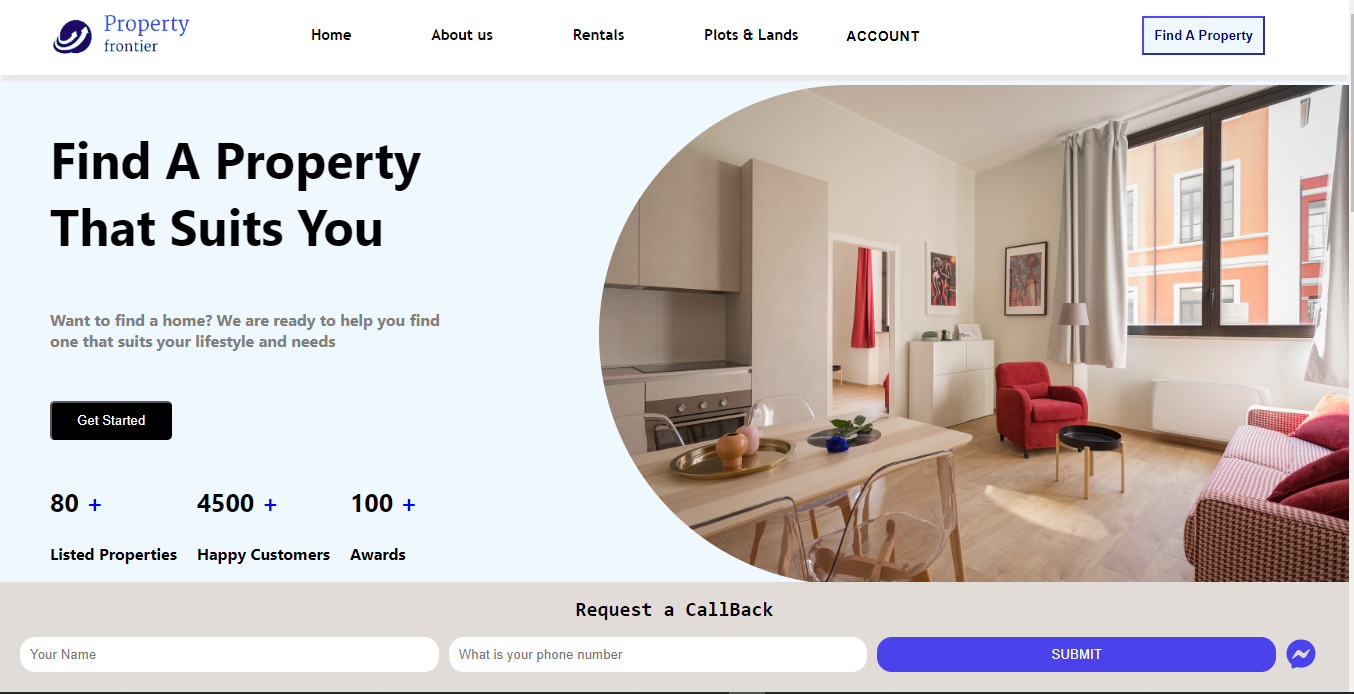 Property
frontier
Home
About us
Rentals
Plots & Lands
ACCOUNT
Find A Property
Find A Property
That Suits You
Want to find a home? We are ready to help you find
one that suits your lifestyle and needs
Get Started
80 +
4500 +
100 +
Listed Properties
Happy Customers
Awards
Request a CallBack
Your Name
What is your phone number
SUBMIT